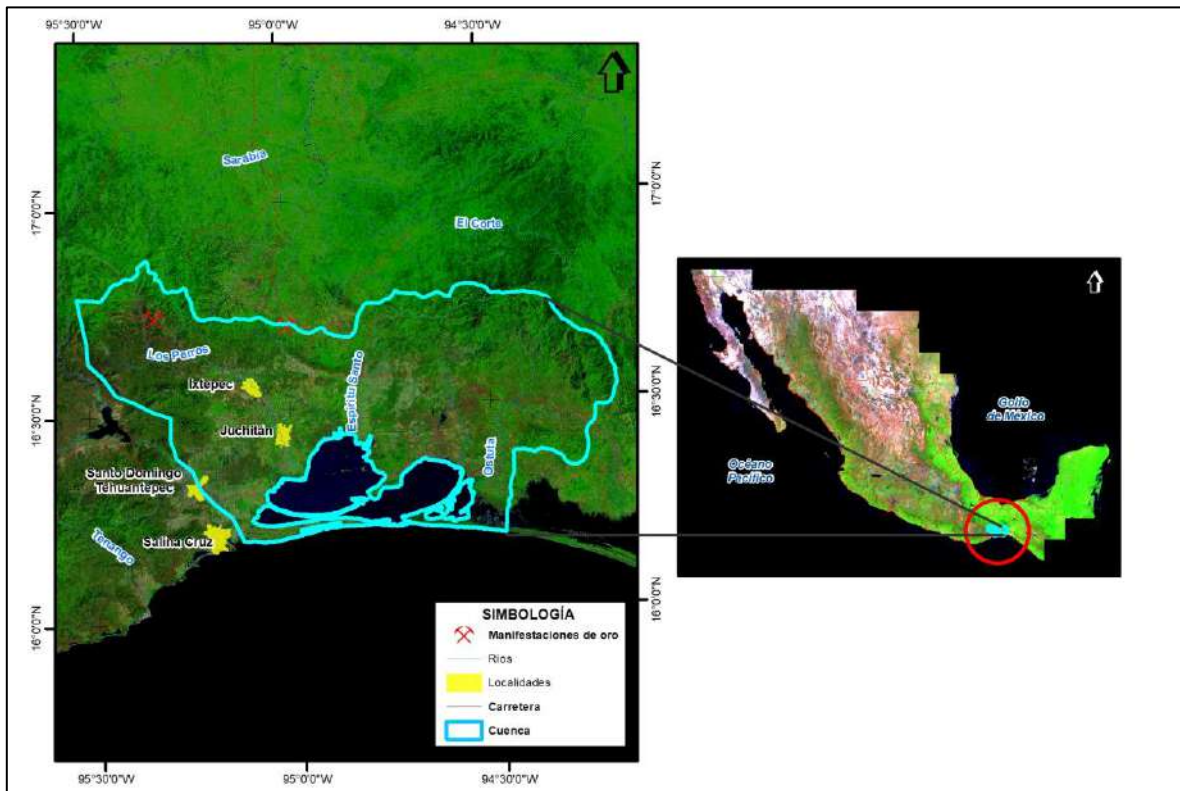 95°30'0"W
95°0'0"W
94°30'0"W
17°0'0"N
16°30'0"N
16°0'0"N
17°0'0"N
16°30'0"N
16°0'0"N
Sarabia
El Corte
Los Perros
Ixtepec
Espíritu Santo
Juchitán
Ostuta
Santo Domingo
Tehuantepec
Tenango
Salina Cruz
SIMBOLOGÍA
Manifestaciones de oro
Ríos
Localidades
Carretera
Cuenca
95°30'0"W
95°0'0"W
94°30'0"W
Golfo
de México
Océano
Pacífico